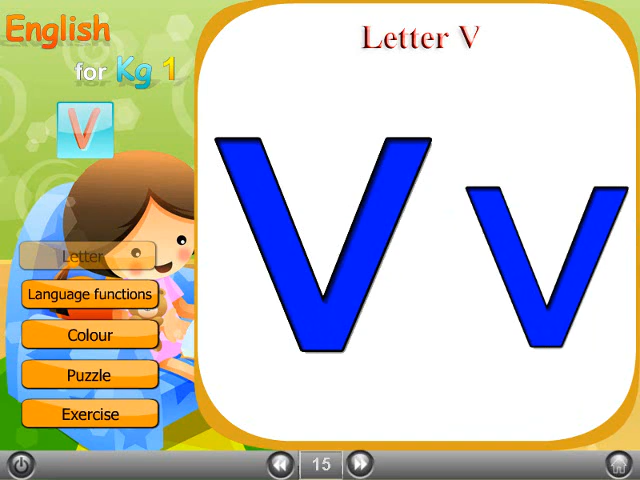 English
for Kg 1
V
Letter
Language functions
Colour
Puzzle
Exercise
Letter V
V v
15